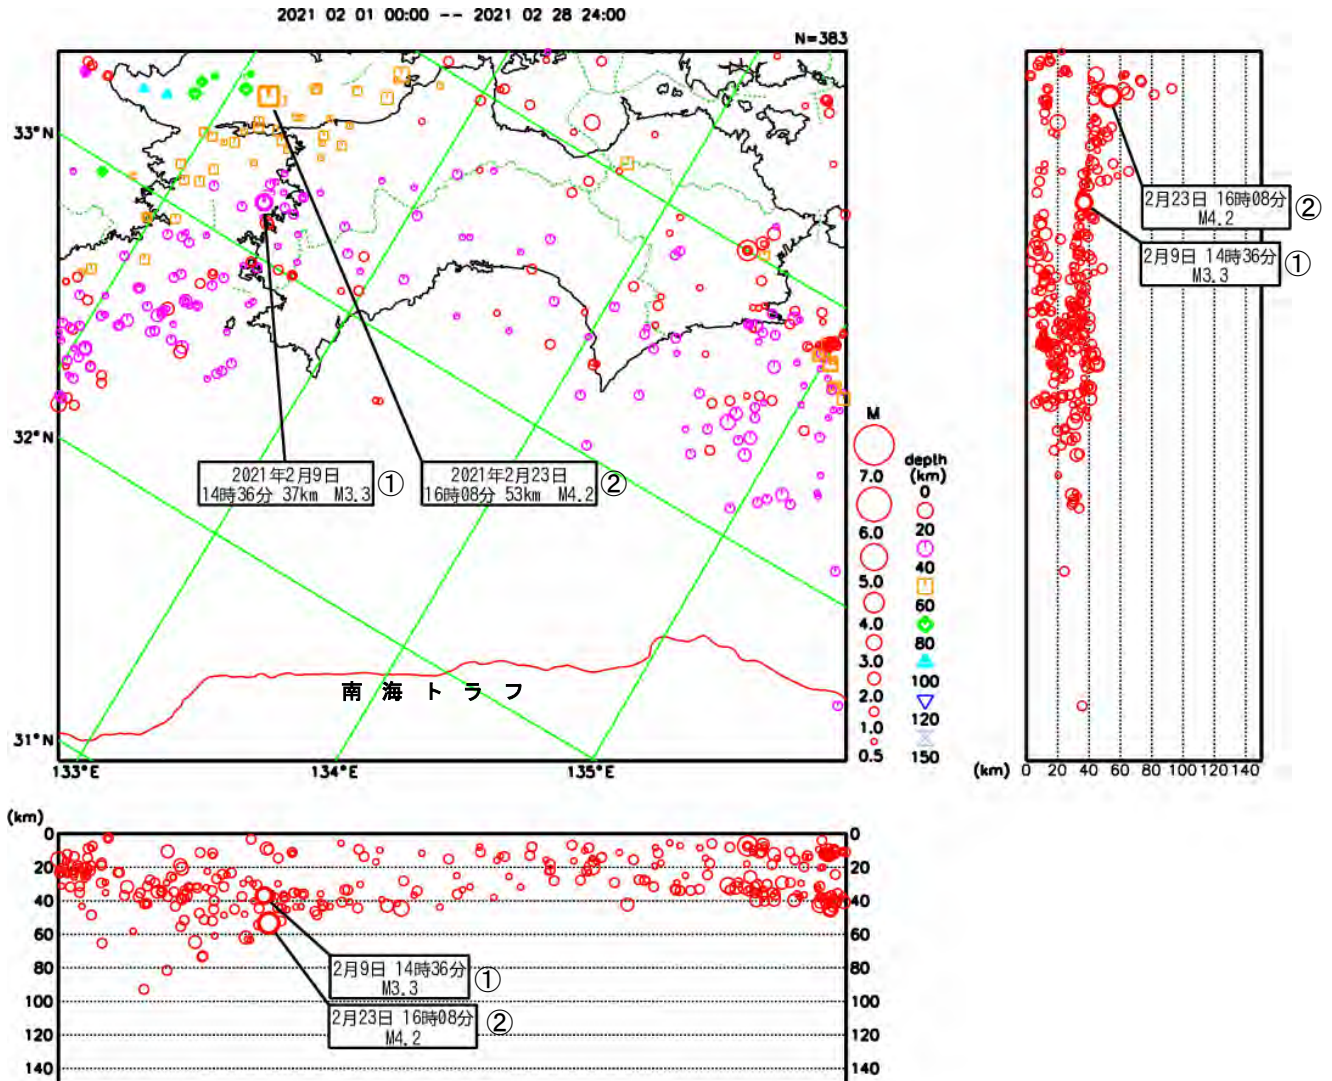 2021 02 01 00:00 -- 2021 02 28 24:00
N=383
33°N
32°N
31°N
133°E
134°E
135°E
2021年2月9日
14時36分 37km M3.3
①
2021年2月23日
16時08分 53km M4.2
②
南海トラフ
M
7.0
6.0
5.0
4.0
3.0
2.0
1.0
0.5
depth
(km)
0
20
40
60
80
100
120
150
2月23日 16時08分
M4.2
②
2月9日 14時36分
M3.3
①
(km)
0 20 40 60 80 100 120 140
(km)
0
20
40
60
80
100
120
140
2月9日 14時36分
M3.3
①
2月23日 16時08分
M4.2
②
0
20
40
60
80
100
120
140